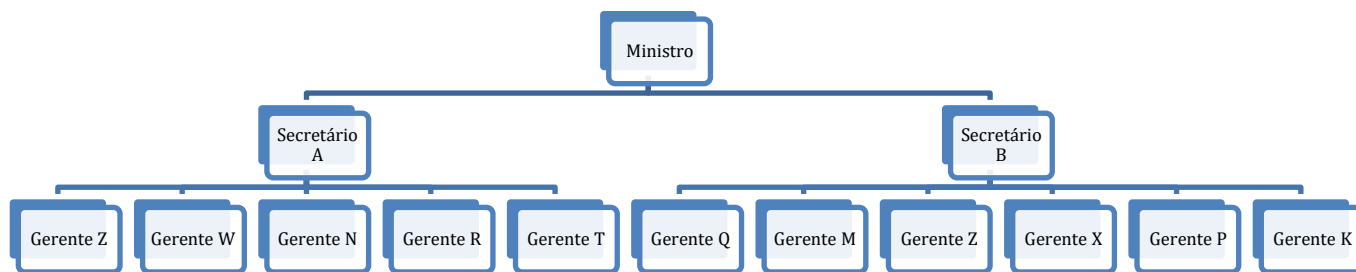 Ministro
Secretário
A
Secretário
B
Gerente Z
Gerente W
Gerente N
Gerente R
Gerente T
Gerente Q
Gerente M
Gerente Z
Gerente X
Gerente P
Gerente K